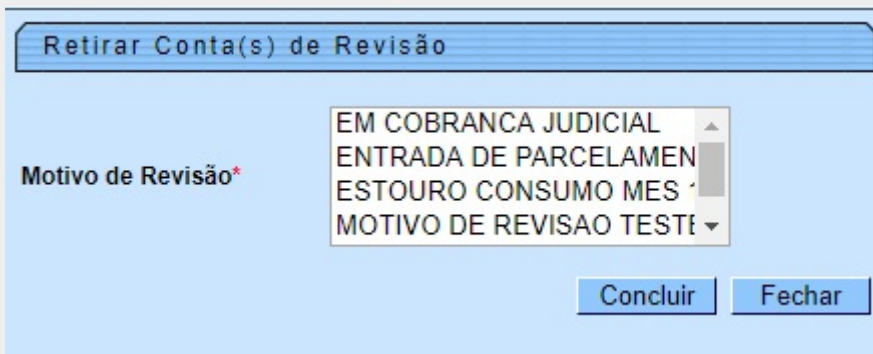 Retirar Conta(s) de Revisão
Motivo de Revisão*
EM COBRANCA JUDICIAL
ENTRADA DE PARCELAMEN
ESTOURO CONSUMO MES
MOTIVO DE REVISAO TESTE
Concluir Fechar